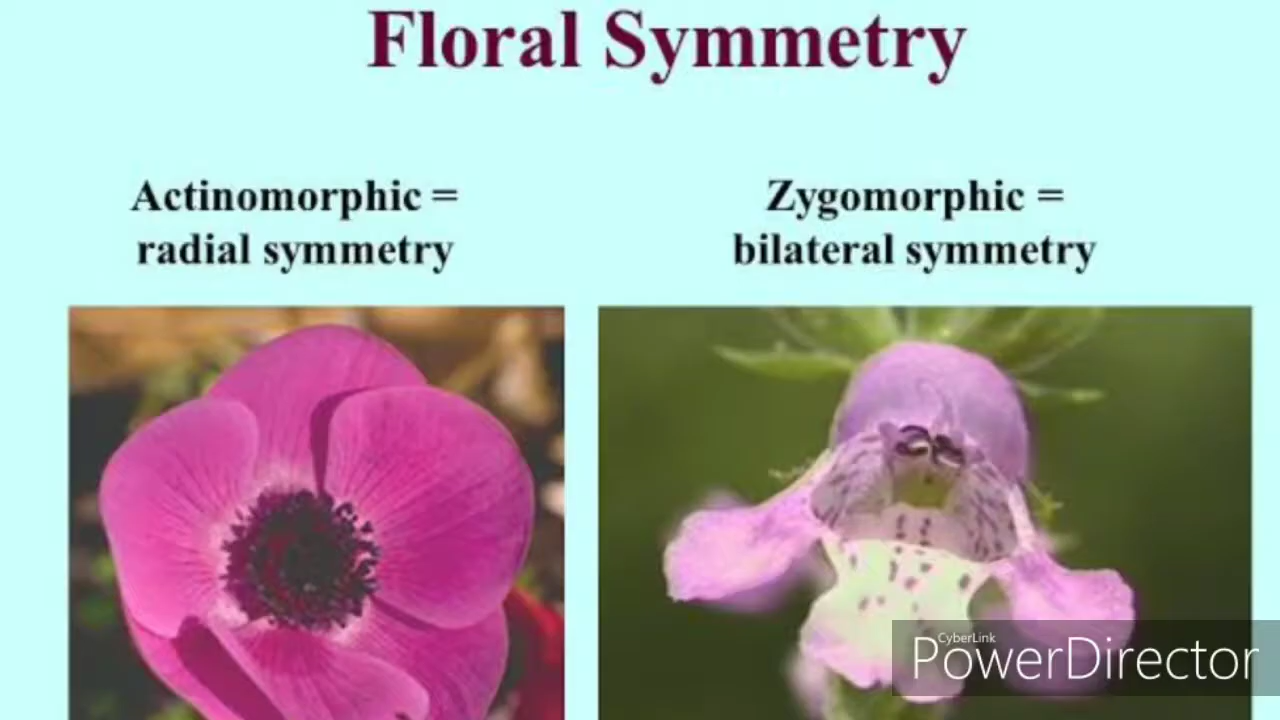 Floral Symmetry
Actinomorphic =
radial symmetry
Zygomorphic =
bilateral symmetry
CyberLink
PowerDirector